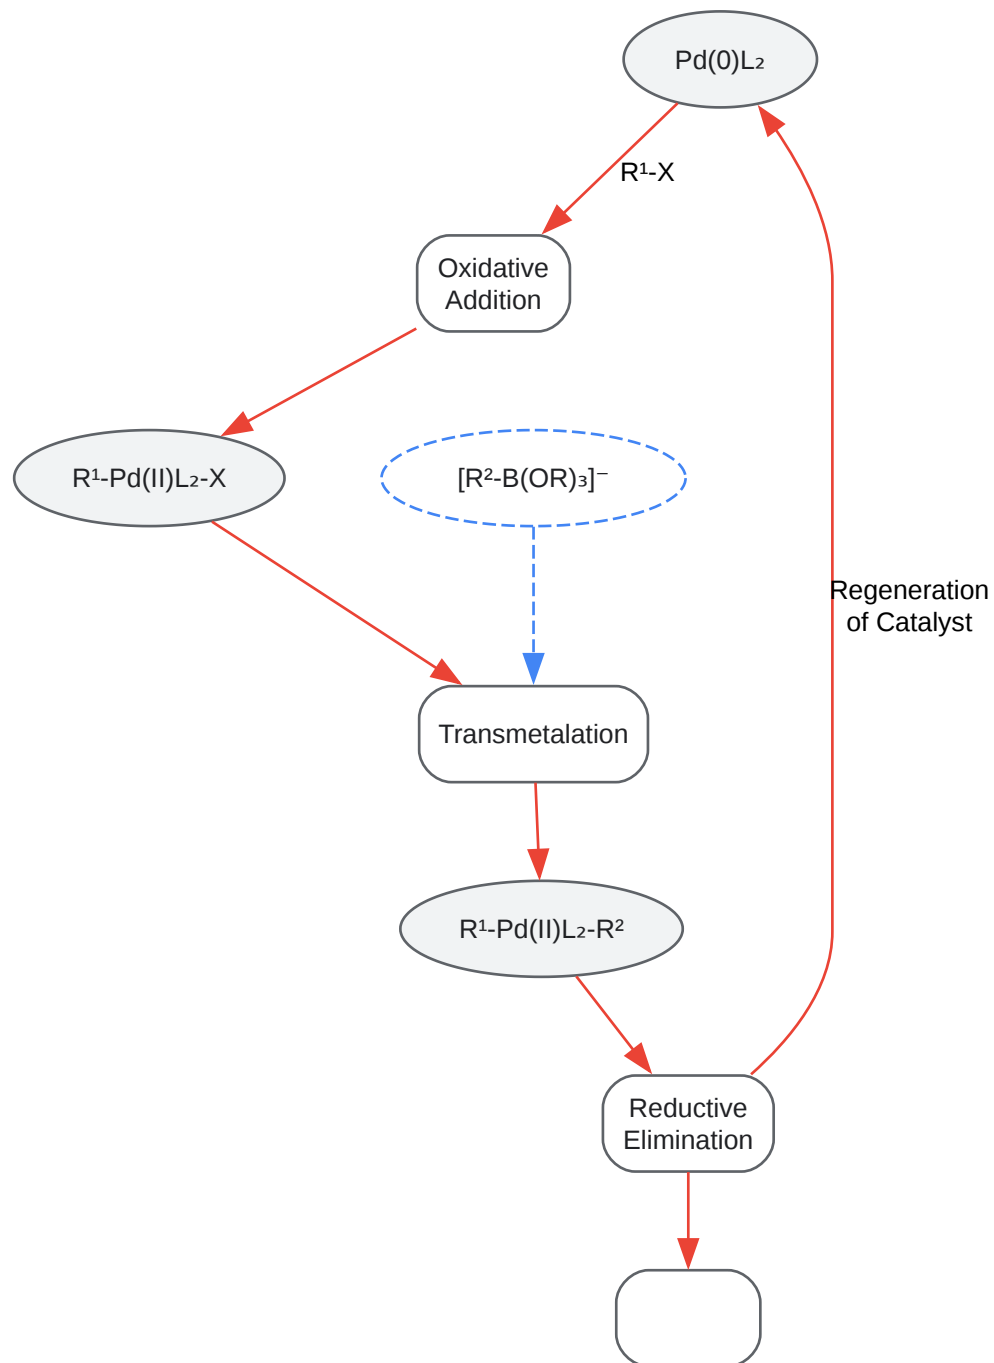 Pd(0)L₂
R¹-X
Oxidative
Addition
R¹-Pd(II)L₂-X
[R²-B(OR)₃]⁻
Regeneration
of Catalyst
Transmetalation
R¹-Pd(II)L₂-R²
Reductive
Elimination